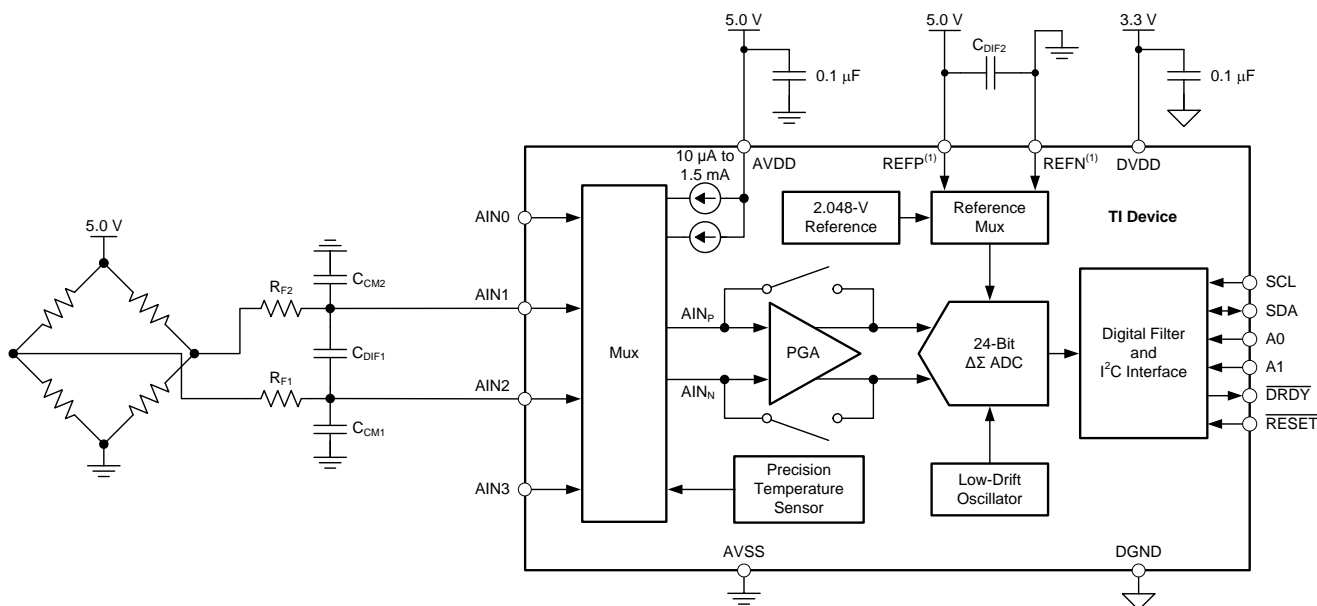 5.0 V
5.0 V
3.3 V
C_DIF2
0.1 µF
0.1 µF
10 µA to
1.5 mA
AVDD
REFP(1)
REFN(1)
DVDD
2.048-V
Reference
Reference
Mux
TI Device
AIN0
5.0 V
C_CM2
R_F2
AIN1
C_DIF1
R_F1
AIN2
C_CM1
AIN3
Mux
AIN_P
PGA
AIN_N
24-Bit
ΔΣ ADC
Digital Filter
and
I²C Interface
SCL
SDA
A0
A1
DRDY
RESET
Precision
Temperature
Sensor
Low-Drift
Oscillator
AVSS
DGND